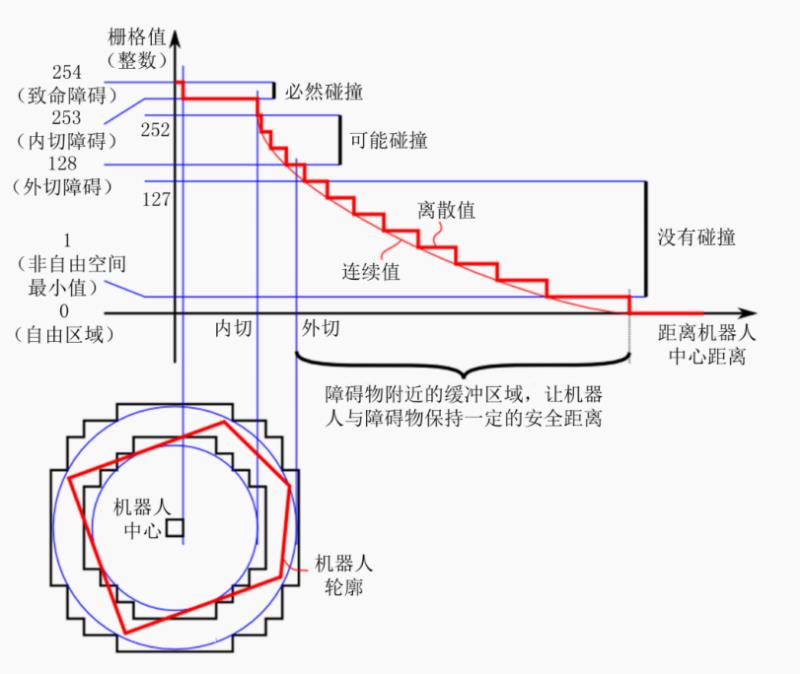 栅格值
（整数）
254
（致命障碍）
253
（内切障碍）
252
128
（外切障碍）
127
1
（非自由空间
最小值）
0
（自由区域）
必然碰撞
可能碰撞
没有碰撞
离散值
连续值
内切
外切
距离机器人
中心距离
障碍物附近的缓冲区域，让机器
人与障碍物保持一定的安全距离
机器人
中心
机器人
轮廓